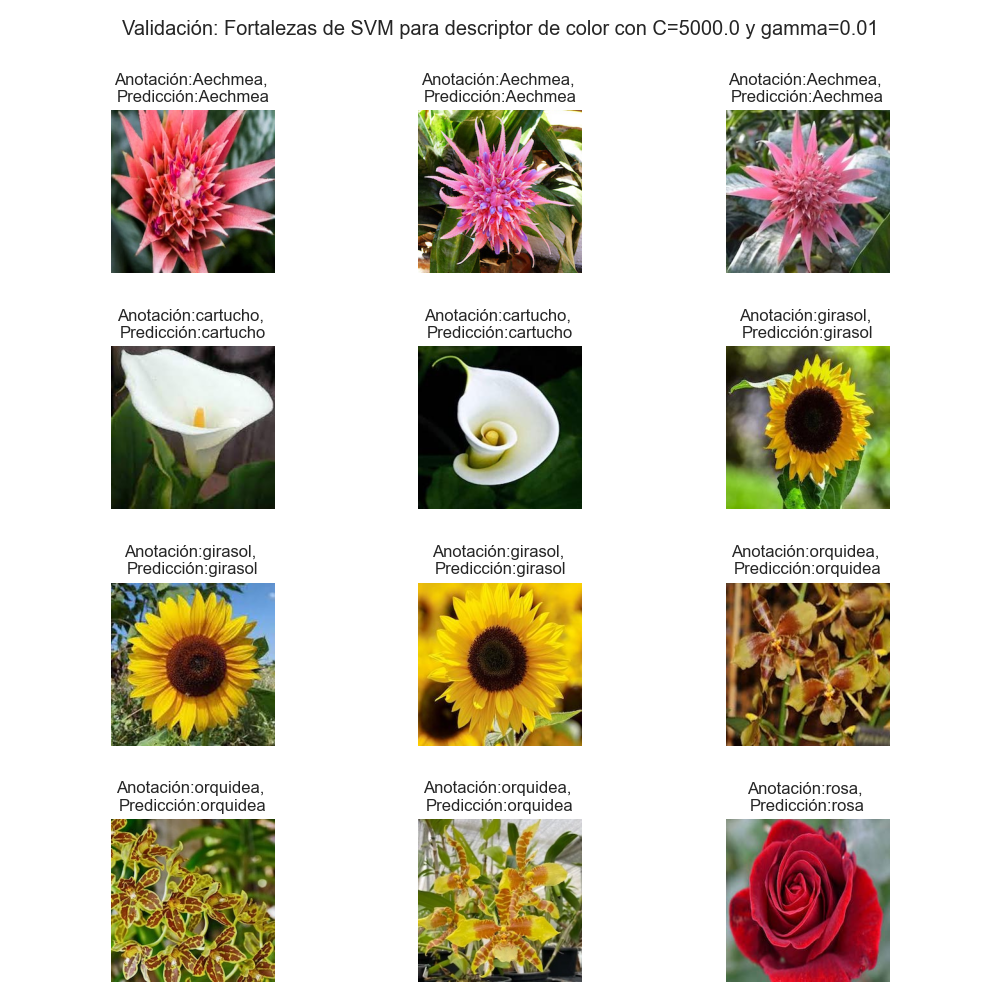 Validación: Fortalezas de SVM para descriptor de color con C=5000.0 y gamma=0.01
Anotación:Aechmea,
Predicción:Aechmea
Anotación:Aechmea,
Predicción:Aechmea
Anotación:Aechmea,
Predicción:Aechmea
Anotación:cartucho,
Predicción:cartucho
Anotación:cartucho,
Predicción:cartucho
Anotación:girasol,
Predicción:girasol
Anotación:girasol,
Predicción:girasol
Anotación:girasol,
Predicción:girasol
Anotación:orquidea,
Predicción:orquidea
Anotación:orquidea,
Predicción:orquidea
Anotación:orquidea,
Predicción:orquidea
Anotación:rosa,
Predicción:rosa